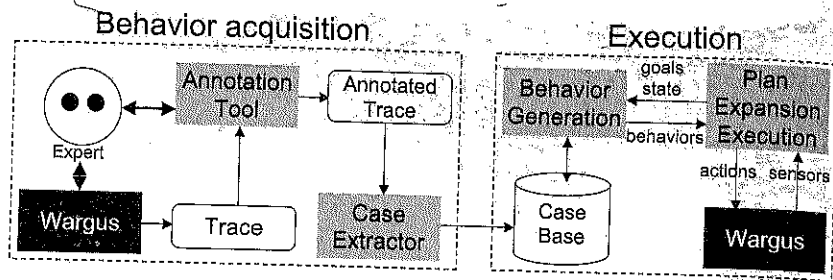 Behavior acquisition
Execution
Expert
Annotation
Tool
Annotated
Trace
Wargus
Trace
Case
Extractor
Behavior
Generation
goals
state
behaviors
Plan
Expansion
Execution
actions
sensors
Case
Base
Wargus